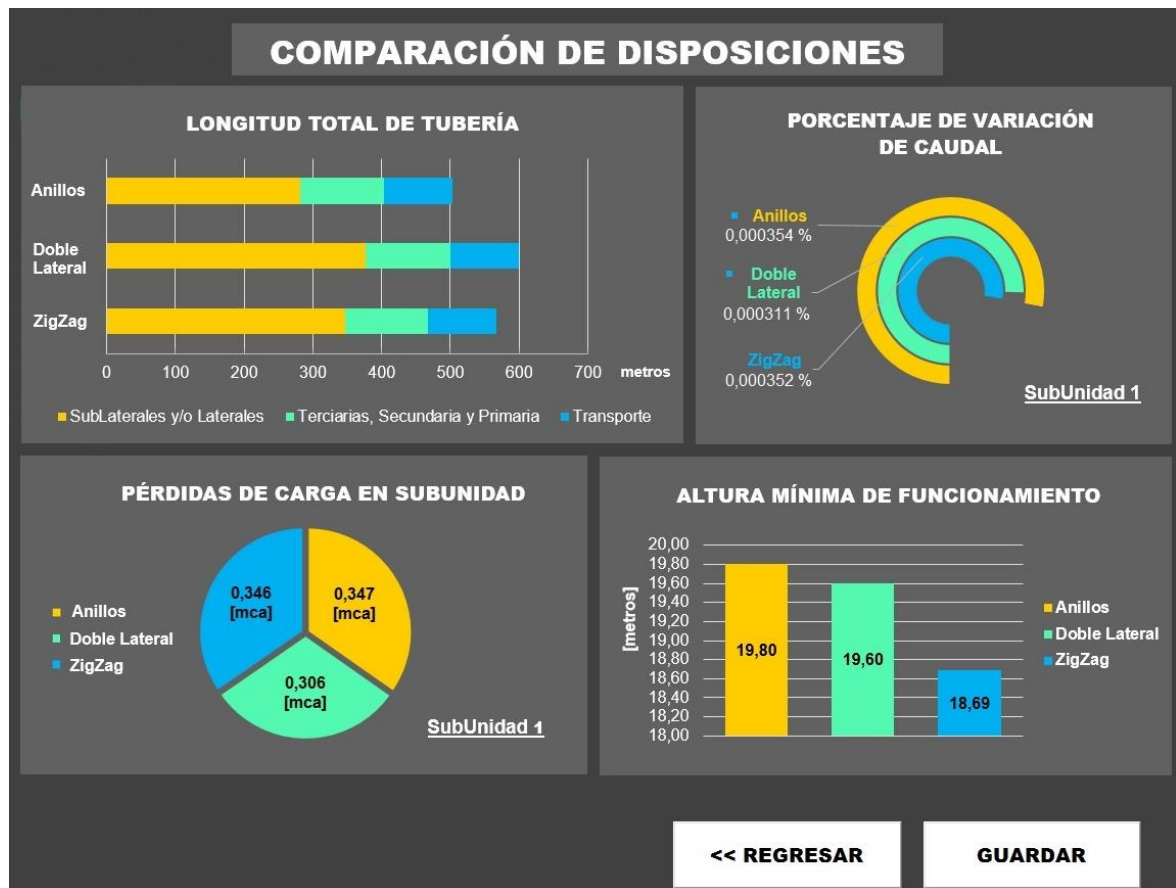 COMPARACIÓN DE DISPOSICIONES
LONGITUD TOTAL DE TUBERÍA
Anillos
Doble
Lateral
ZigZag
0 100 200 300 400 500 600 700 metros
SubLaterales y/o Laterales Terciarias, Secundaria y Primaria Transporte
PORCENTAJE DE VARIACIÓN
DE CAUDAL
Anillos
0,000354 %
Doble
Lateral
0,000311 %
ZigZag
0,000352 %
SubUnidad 1
PÉRDIDAS DE CARGA EN SUBUNIDAD
Anillos
Doble Lateral
ZigZag
0,346
[mca]
0,347
[mca]
0,306
[mca]
SubUnidad 1
ALTURA MÍNIMA DE FUNCIONAMIENTO
[metros]
20,00
19,80
19,60
19,40
19,20
19,00
18,80
18,60
18,40
18,20
18,00
19,80
19,60
18,69
Anillos
Doble Lateral
ZigZag
<< REGRESAR
GUARDAR